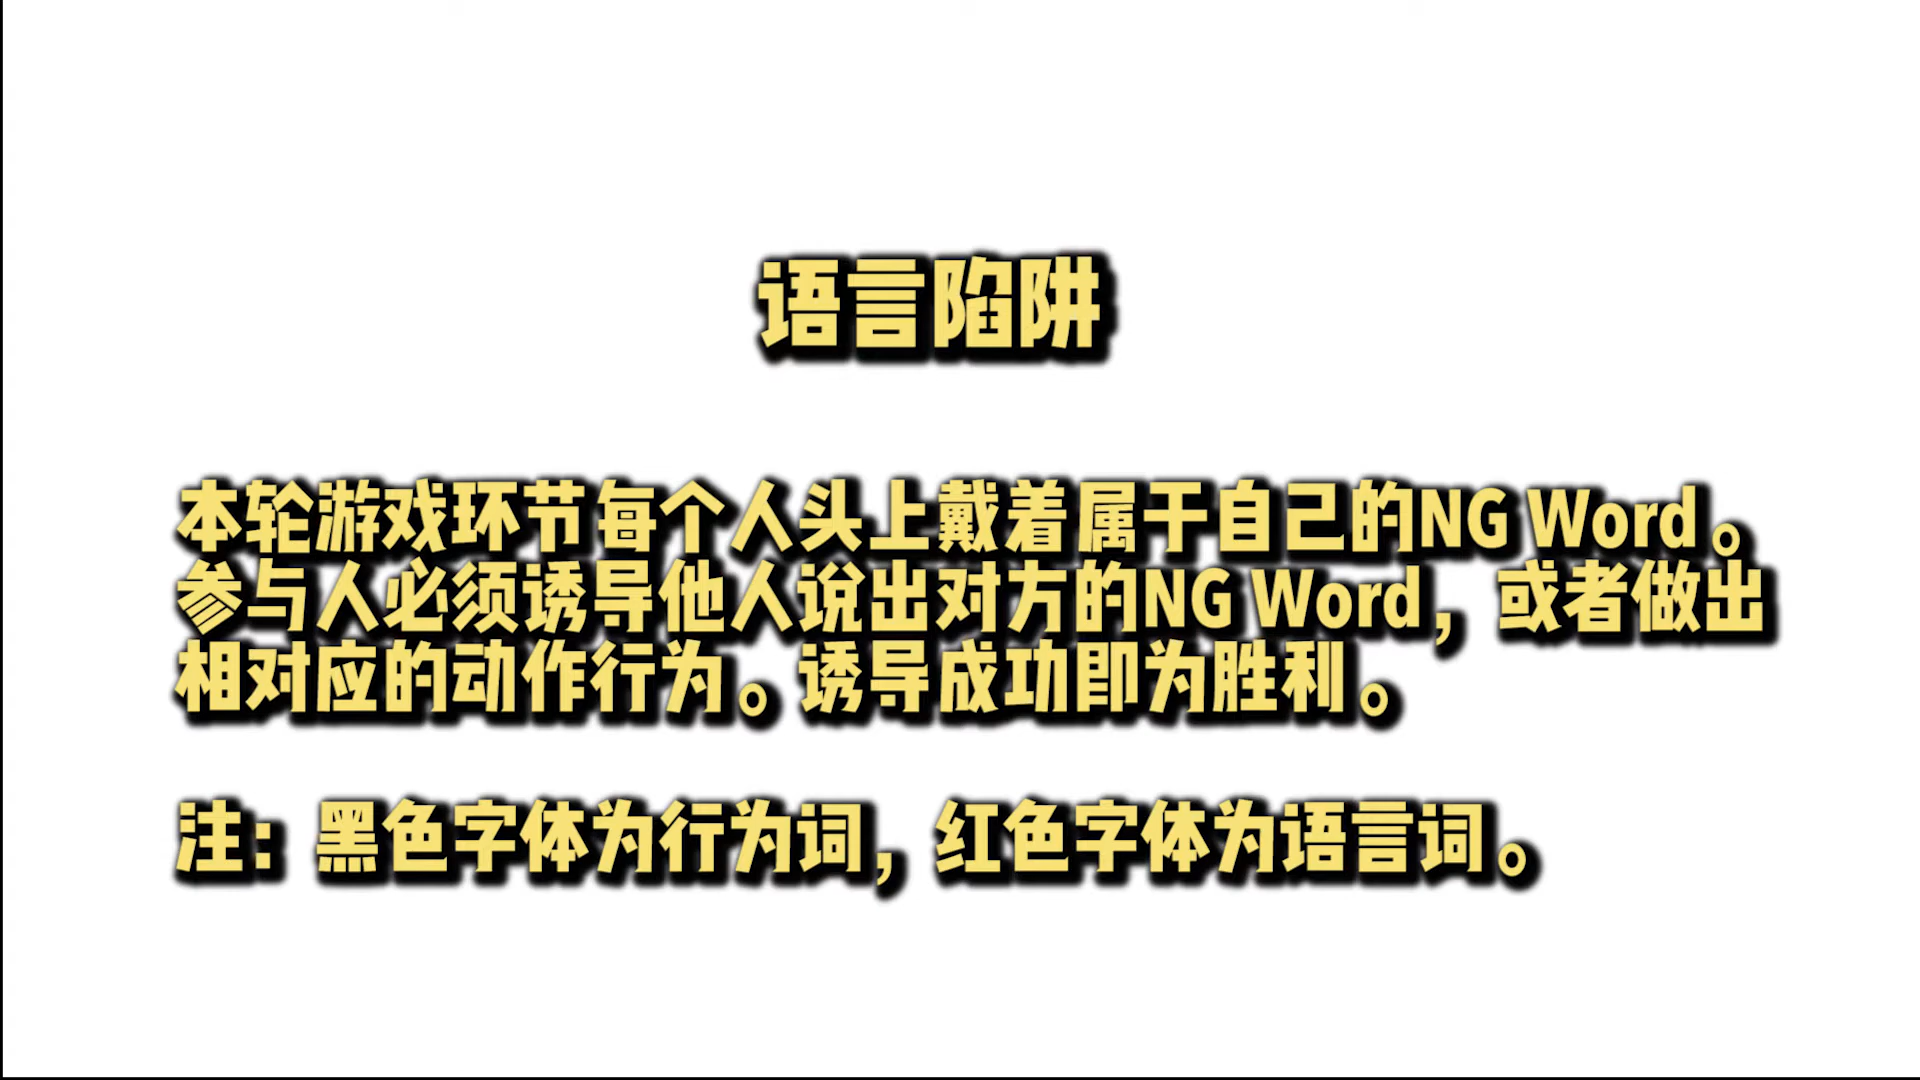 语言陷阱
本轮游戏环节每个人头上戴着属于自己的NG Word。
参与人必须诱导他人说出对方的NG Word，或者做出
相对应的动作行为。诱导成功即为胜利。
注：黑色字体为行为词，红色字体为语言词。